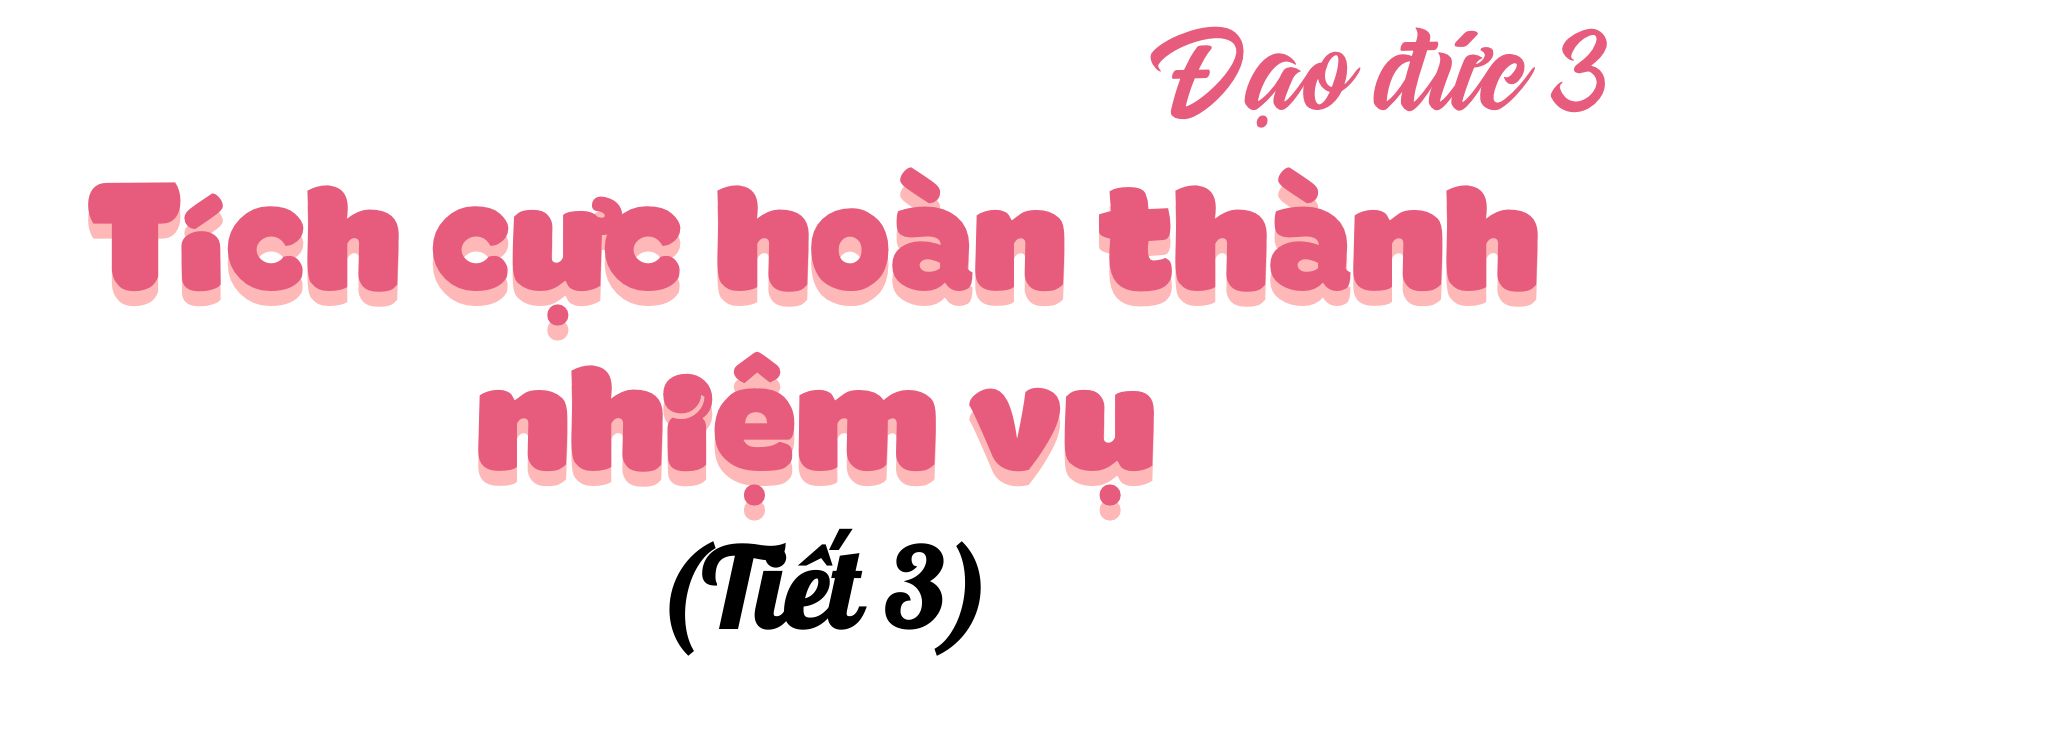 Đạo đức 3
Tích cực hoàn thành
nhiệm vụ
(Tiết 3)